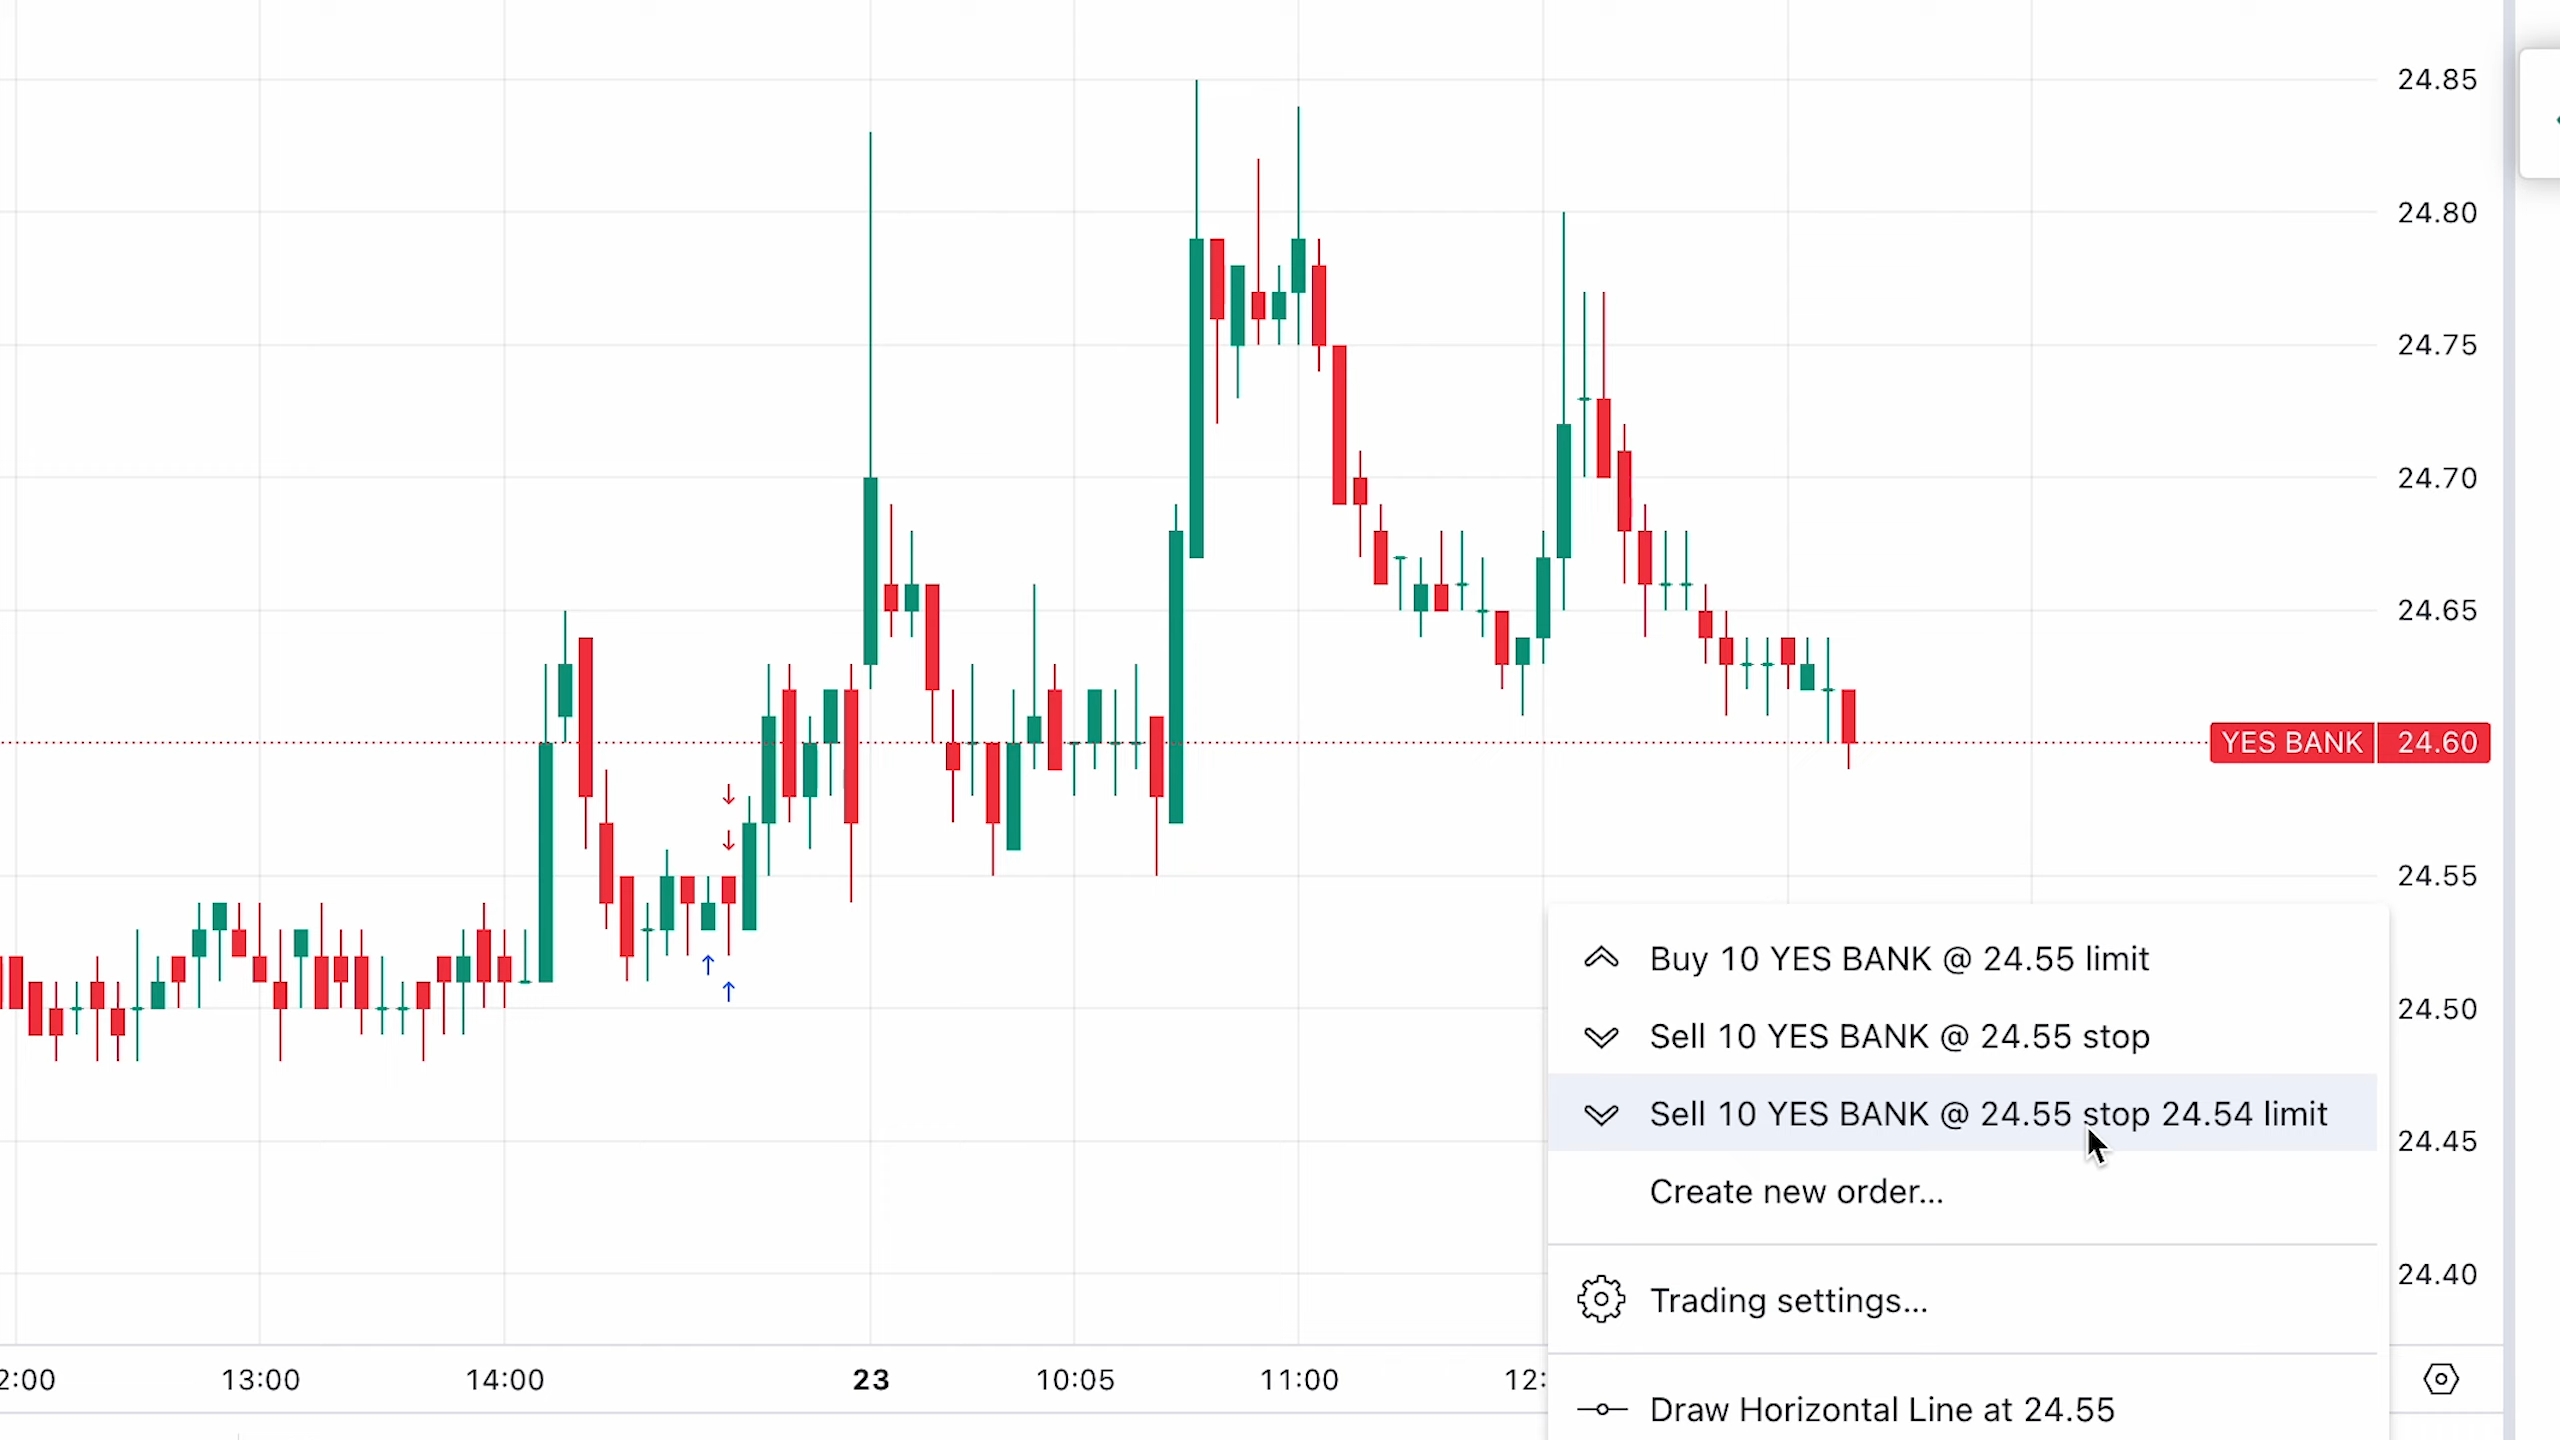 24.85
24.80
24.75
24.70
24.65
YES BANK 24.60
24.55
Buy 10 YES BANK @ 24.55 limit
24.50
Sell 10 YES BANK @ 24.55 stop
Sell 10 YES BANK @ 24.55 stop 24.54 limit
24.45
Create new order...
24.40
Trading settings...
2:00 13:00 14:00 23 10:05 11:00 12:
Draw Horizontal Line at 24.55